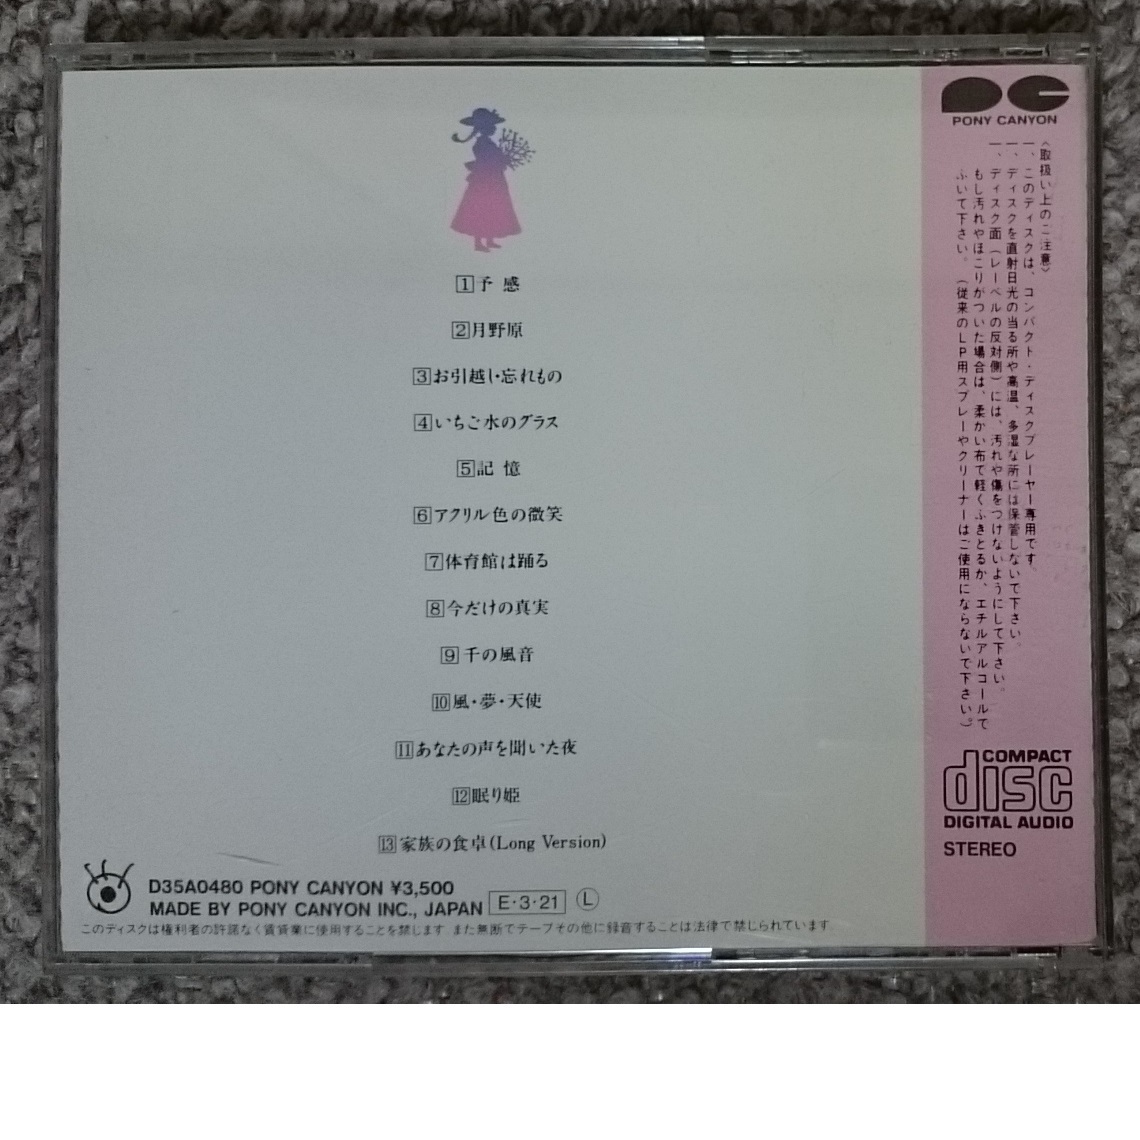 1 予 感
2 月野原
3 お引越し・忘れもの
4 いちご水のグラス
5 記 憶
6 アクリル色の微笑
7 体育館は踊る
8 今だけの真実
9 千の風音
10 風・夢・天使
11 あなたの声を聞いた夜
12 眠り姫
13 家族の食卓(Long Version)
D35A0480 PONY CANYON ¥3,500
MADE BY PONY CANYON INC., JAPAN E・3・21 L
このディスクは権利者の許諾なく賃貸業に使用することを禁じます また無断でテープその他に録音することは法律で禁じられています
PC
PONY CANYON
〈取扱い上のご注意〉
一、このディスクは、コンパクト・ディスクプレーヤー専用です。
一、ディスクを直射日光の当る所や高温、多湿な所には保管しないで下さい。
一、ディスク面(レーベルの反対側)には、汚れや傷をつけないようにして下さい。
もし汚れやほこりがついた場合は、柔かい布で軽くふきとるか、エチルアルコールで
ふいて下さい。(従来のLP用スプレーやクリーナーはご使用にならないで下さい。)
COMPACT
disc
DIGITAL AUDIO
STEREO